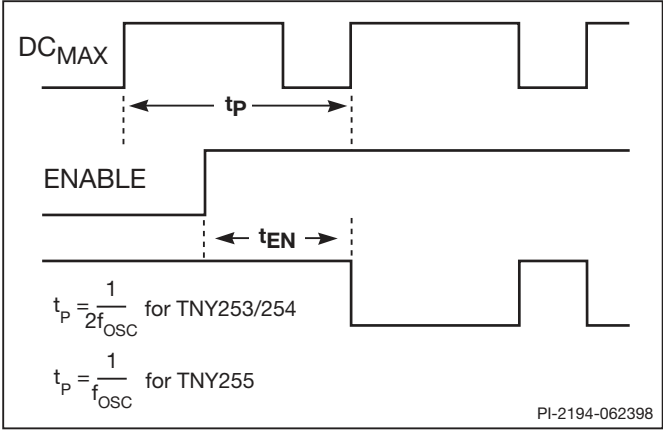 DCMAX
tP
ENABLE
tEN
tP = 1/2fOSC for TNY253/254
tP = 1/fOSC for TNY255
PI-2194-062398